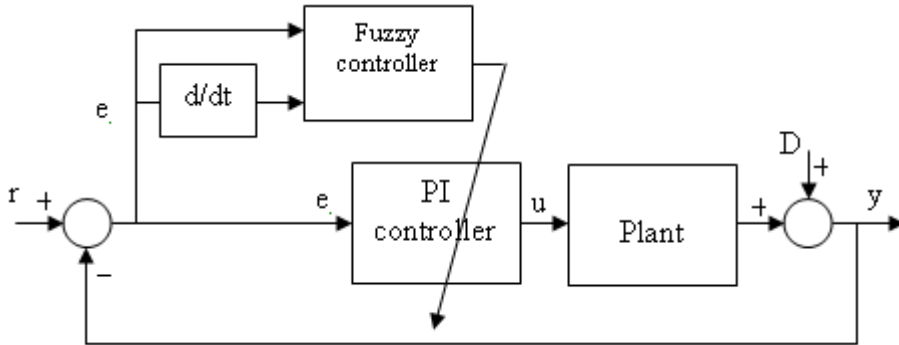 Fuzzy
controller
d/dt
e.
D
+
r
+
e.
PI
controller
u
Plant
+
y
−